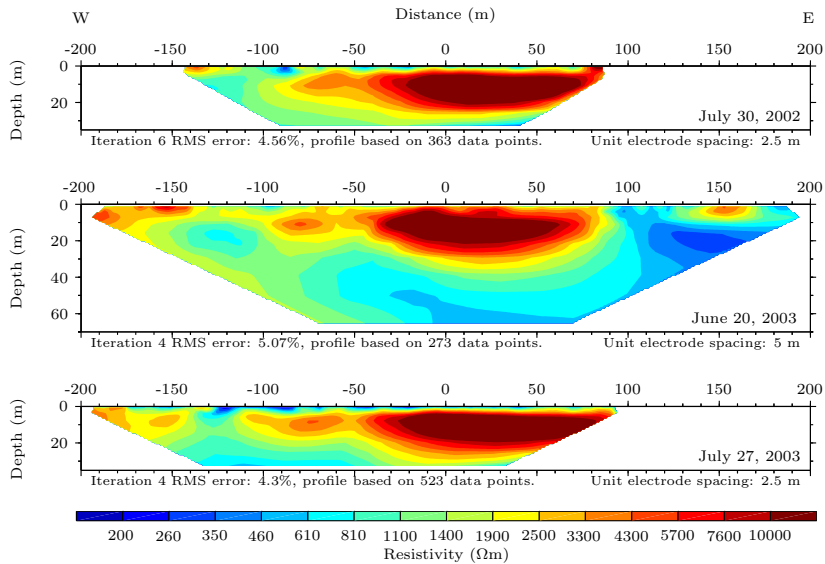 W Distance (m) E
-200 -150 -100 -50 0 50 100 150 200
0
20
Depth (m)
July 30, 2002
Iteration 6 RMS error: 4.56%, profile based on 363 data points. Unit electrode spacing: 2.5 m
-200 -150 -100 -50 0 50 100 150 200
0
20
40
60
Depth (m)
June 20, 2003
Iteration 4 RMS error: 5.07%, profile based on 273 data points. Unit electrode spacing: 5 m
-200 -150 -100 -50 0 50 100 150 200
0
20
Depth (m)
July 27, 2003
Iteration 4 RMS error: 4.3%, profile based on 523 data points. Unit electrode spacing: 2.5 m
200 260 350 460 610 810 1100 1400 1900 2500 3300 4300 5700 7600 10000
Resistivity (Ωm)